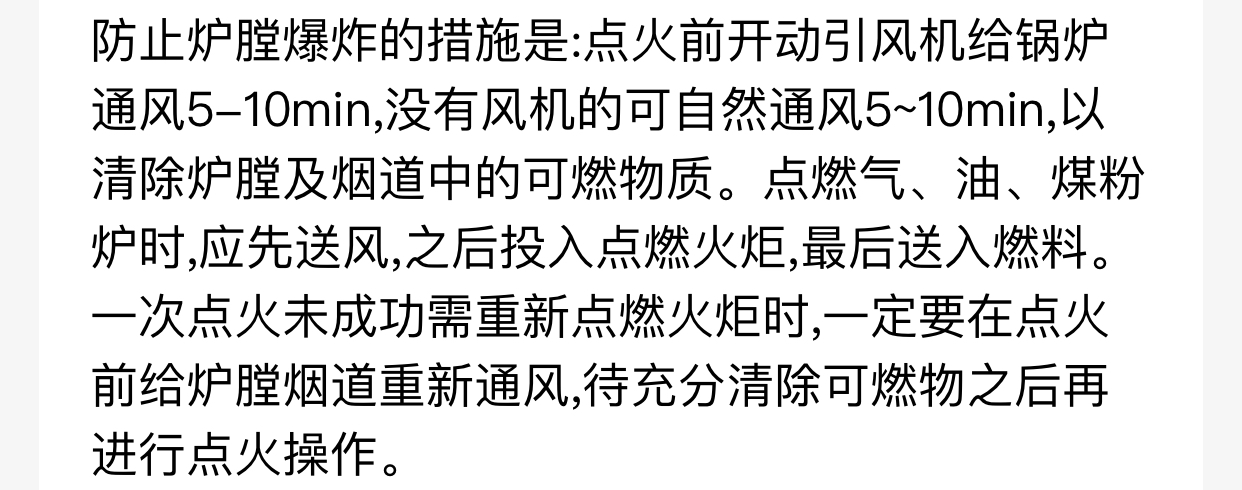 防止炉膛爆炸的措施是:点火前开动引风机给锅炉
通风5–10min,没有风机的可自然通风5~10min,以
清除炉膛及烟道中的可燃物质。点燃气、油、煤粉
炉时,应先送风,之后投入点燃火炬,最后送入燃料。
一次点火未成功需重新点燃火炬时,一定要在点火
前给炉膛烟道重新通风,待充分清除可燃物之后再
进行点火操作。